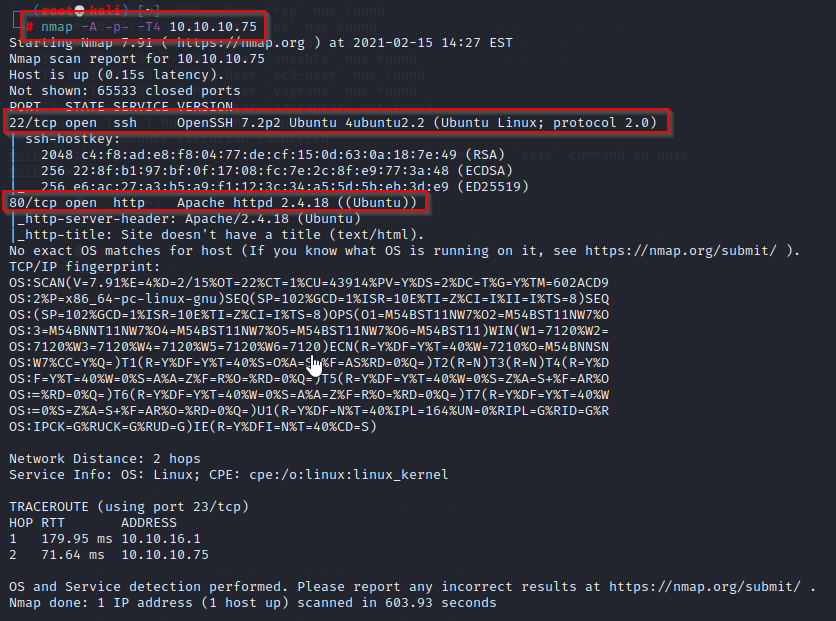 (root kali) [~]
# nmap -A -p- -T4 10.10.10.75
Starting Nmap 7.91 ( https://nmap.org ) at 2021-02-15 14:27 EST
Nmap scan report for 10.10.10.75
Host is up (0.15s latency).
Not shown: 65533 closed ports
PORT   STATE SERVICE VERSION
22/tcp open  ssh     OpenSSH 7.2p2 Ubuntu 4ubuntu2.2 (Ubuntu Linux; protocol 2.0)
| ssh-hostkey:
|   2048 c4:f8:ad:e8:f8:04:77:de:cf:15:0d:63:0a:18:7e:49 (RSA)
|   256 22:8f:b1:97:bf:0f:17:08:fc:7e:2c:8f:e9:77:3a:48 (ECDSA)
|_  256 e6:ac:27:a3:b5:a9:f1:12:3c:34:a5:5d:5b:eb:3d:e9 (ED25519)
80/tcp open  http    Apache httpd 2.4.18 ((Ubuntu))
|_http-server-header: Apache/2.4.18 (Ubuntu)
|_http-title: Site doesn't have a title (text/html).
No exact OS matches for host (If you know what OS is running on it, see https://nmap.org/submit/ ).
TCP/IP fingerprint:
OS:SCAN(V=7.91%E=4%D=2/15%OT=22%CT=1%CU=43914%PV=Y%DS=2%DC=T%G=Y%TM=602ACD9
OS:2%P=x86_64-pc-linux-gnu)SEQ(SP=102%GCD=1%ISR=10E%TI=Z%CI=I%II=I%TS=8)SEQ
OS:(SP=102%GCD=1%ISR=10E%TI=Z%CI=I%TS=8)OPS(O1=M54BST11NW7%O2=M54BST11NW7%O
OS:3=M54BNNT11NW7%O4=M54BST11NW7%O5=M54BST11NW7%O6=M54BST11)WIN(W1=7120%W2=
OS:7120%W3=7120%W4=7120%W5=7120%W6=7120)ECN(R=Y%DF=Y%T=40%W=7210%O=M54BNNSN
OS:W7%CC=Y%Q=)T1(R=Y%DF=Y%T=40%S=O%A=S %F=AS%RD=0%Q=)T2(R=N)T3(R=N)T4(R=Y%D
OS:F=Y%T=40%W=0%S=A%A=Z%F=R%O=%RD=0%Q=)T5(R=Y%DF=Y%T=40%W=0%S=Z%A=S+%F=AR%O
OS:=%RD=0%Q=)T6(R=Y%DF=Y%T=40%W=0%S=A%A=Z%F=R%O=%RD=0%Q=)T7(R=Y%DF=Y%T=40%W
OS:=0%S=Z%A=S+%F=AR%O=%RD=0%Q=)U1(R=Y%DF=N%T=40%IPL=164%UN=0%RIPL=G%RID=G%R
OS:IPCK=G%RUCK=G%RUD=G)IE(R=Y%DFI=N%T=40%CD=S)
Network Distance: 2 hops
Service Info: OS: Linux; CPE: cpe:/o:linux:linux_kernel
TRACEROUTE (using port 23/tcp)
HOP RTT       ADDRESS
1   179.95 ms 10.10.16.1
2   71.64 ms  10.10.10.75
OS and Service detection performed. Please report any incorrect results at https://nmap.org/submit/ .
Nmap done: 1 IP address (1 host up) scanned in 603.93 seconds